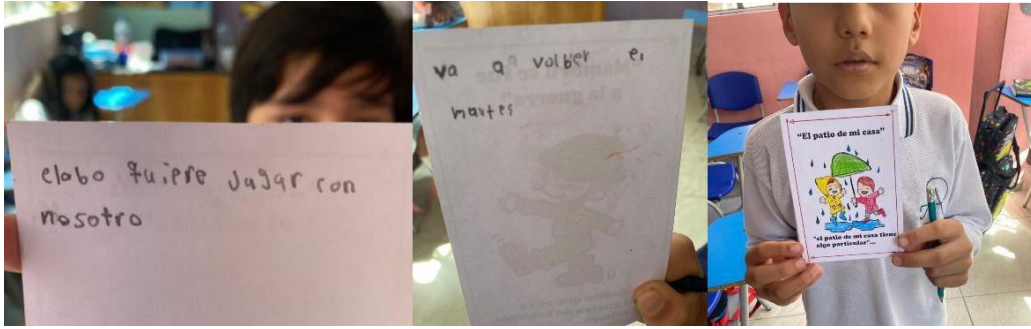 elobo quiere jugar con
nosotro
va a volber el
martes
"El patio de mi casa"
"el patio de mi casa tiene
algo particular"...